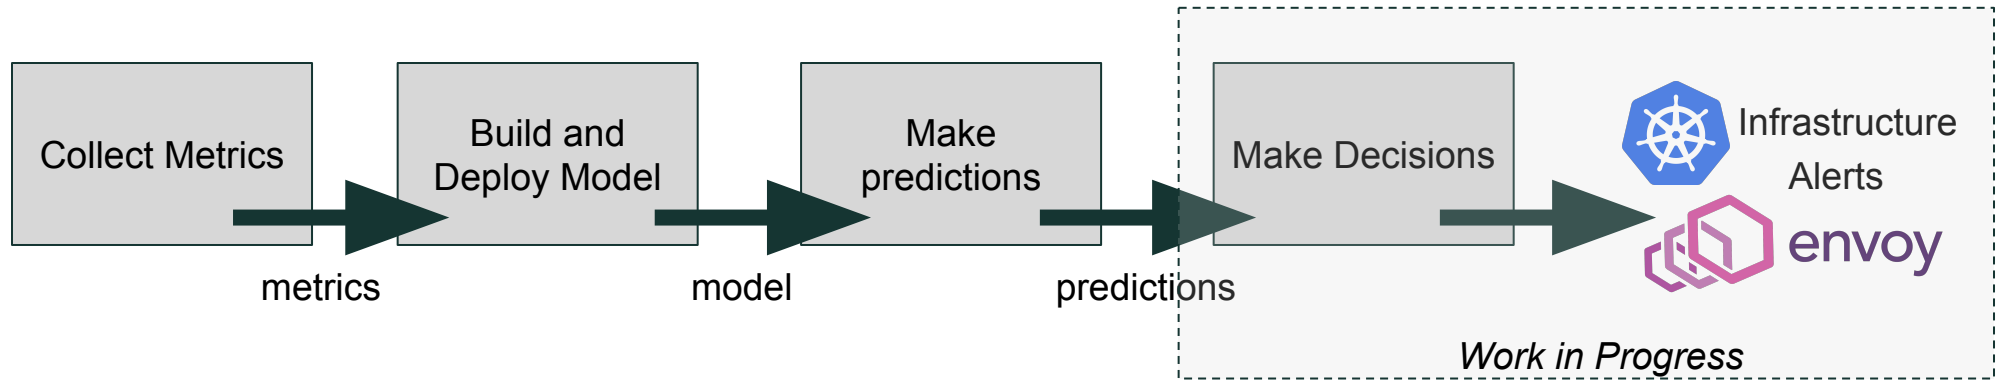 Collect Metrics
Build and
Deploy Model
Make
predictions
Make Decisions
Infrastructure
Alerts
envoy
metrics
model
predictions
Work in Progress